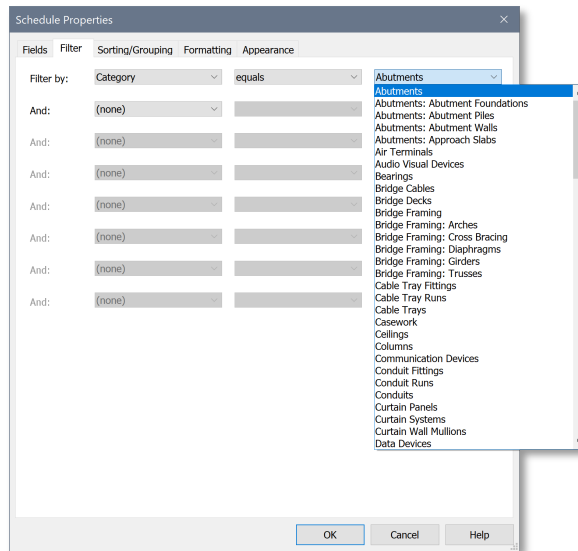 Schedule Properties
Fields Filter Sorting/Grouping Formatting Appearance
Filter by: Category equals Abutments
And: (none)
And: (none)
And: (none)
And: (none)
And: (none)
And: (none)
And: (none)
Abutments
Abutments: Abutment Foundations
Abutments: Abutment Piles
Abutments: Abutment Walls
Abutments: Approach Slabs
Air Terminals
Audio Visual Devices
Bearings
Bridge Cables
Bridge Decks
Bridge Framing
Bridge Framing: Arches
Bridge Framing: Cross Bracing
Bridge Framing: Diaphragms
Bridge Framing: Girders
Bridge Framing: Trusses
Cable Tray Fittings
Cable Tray Runs
Cable Trays
Casework
Ceilings
Columns
Communication Devices
Conduit Fittings
Conduit Runs
Conduits
Curtain Panels
Curtain Systems
Curtain Wall Mullions
Data Devices
OK Cancel Help